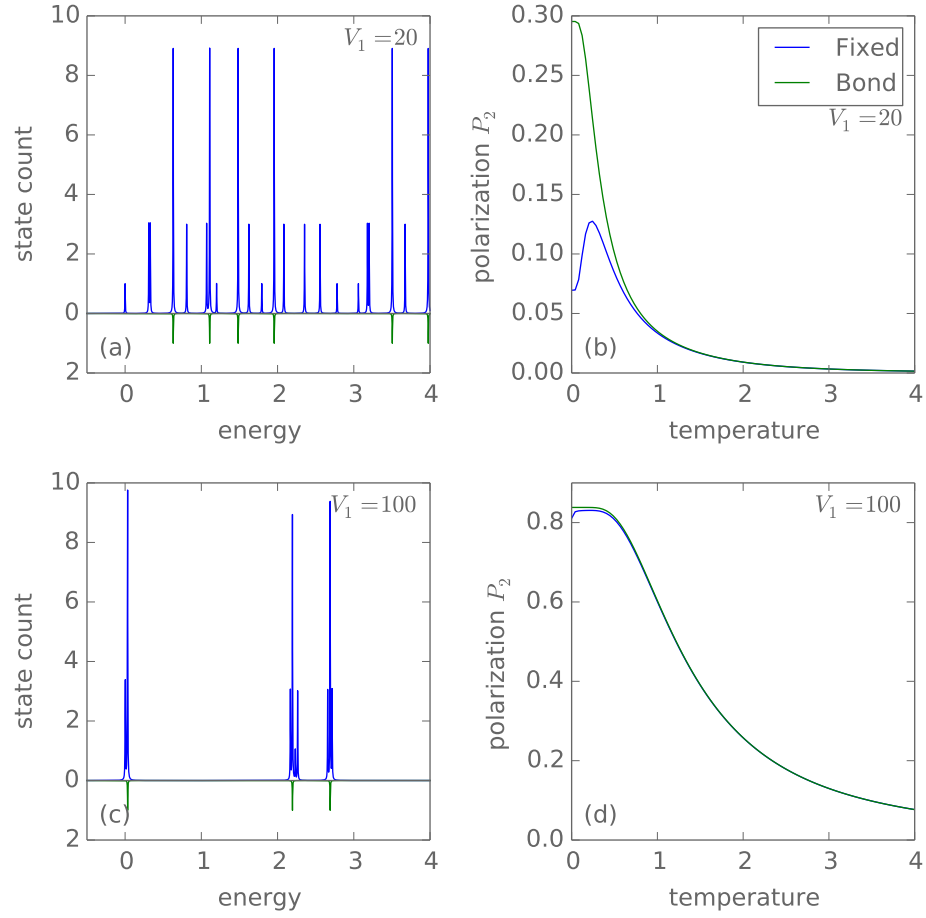 10
8
6
4
2
0
2
state count
V₁ = 20
(a)
0 1 2 3 4
energy
0.30
0.25
0.20
0.15
0.10
0.05
0.00
polarization P₂
Fixed
Bond
V₁ = 20
(b)
0 1 2 3 4
temperature
10
8
6
4
2
0
2
state count
V₁ = 100
(c)
0 1 2 3 4
energy
0.8
0.6
0.4
0.2
0.0
polarization P₂
V₁ = 100
(d)
0 1 2 3 4
temperature